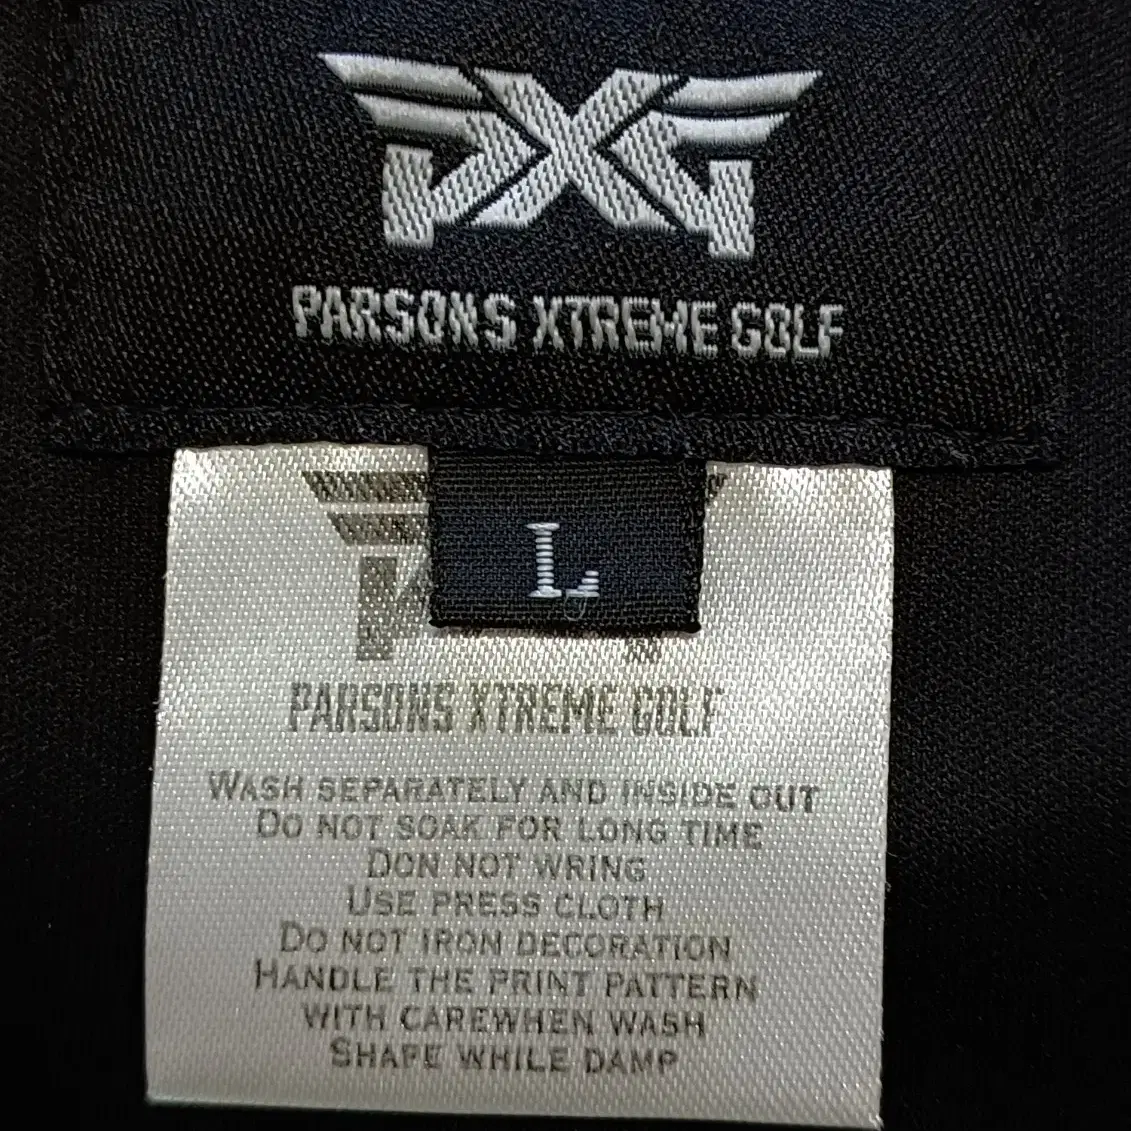 PXG
PARSONS XTREME GOLF
L
PARSONS XTREME GOLF
WASH SEPARATELY AND INSIDE OUT
DO NOT SOAK FOR LONG TIME
DON NOT WRING
USE PRESS CLOTH
DO NOT IRON DECORATION
HANDLE THE PRINT PATTERN
WITH CAREWHEN WASH
SHAPE WHILE DAMP